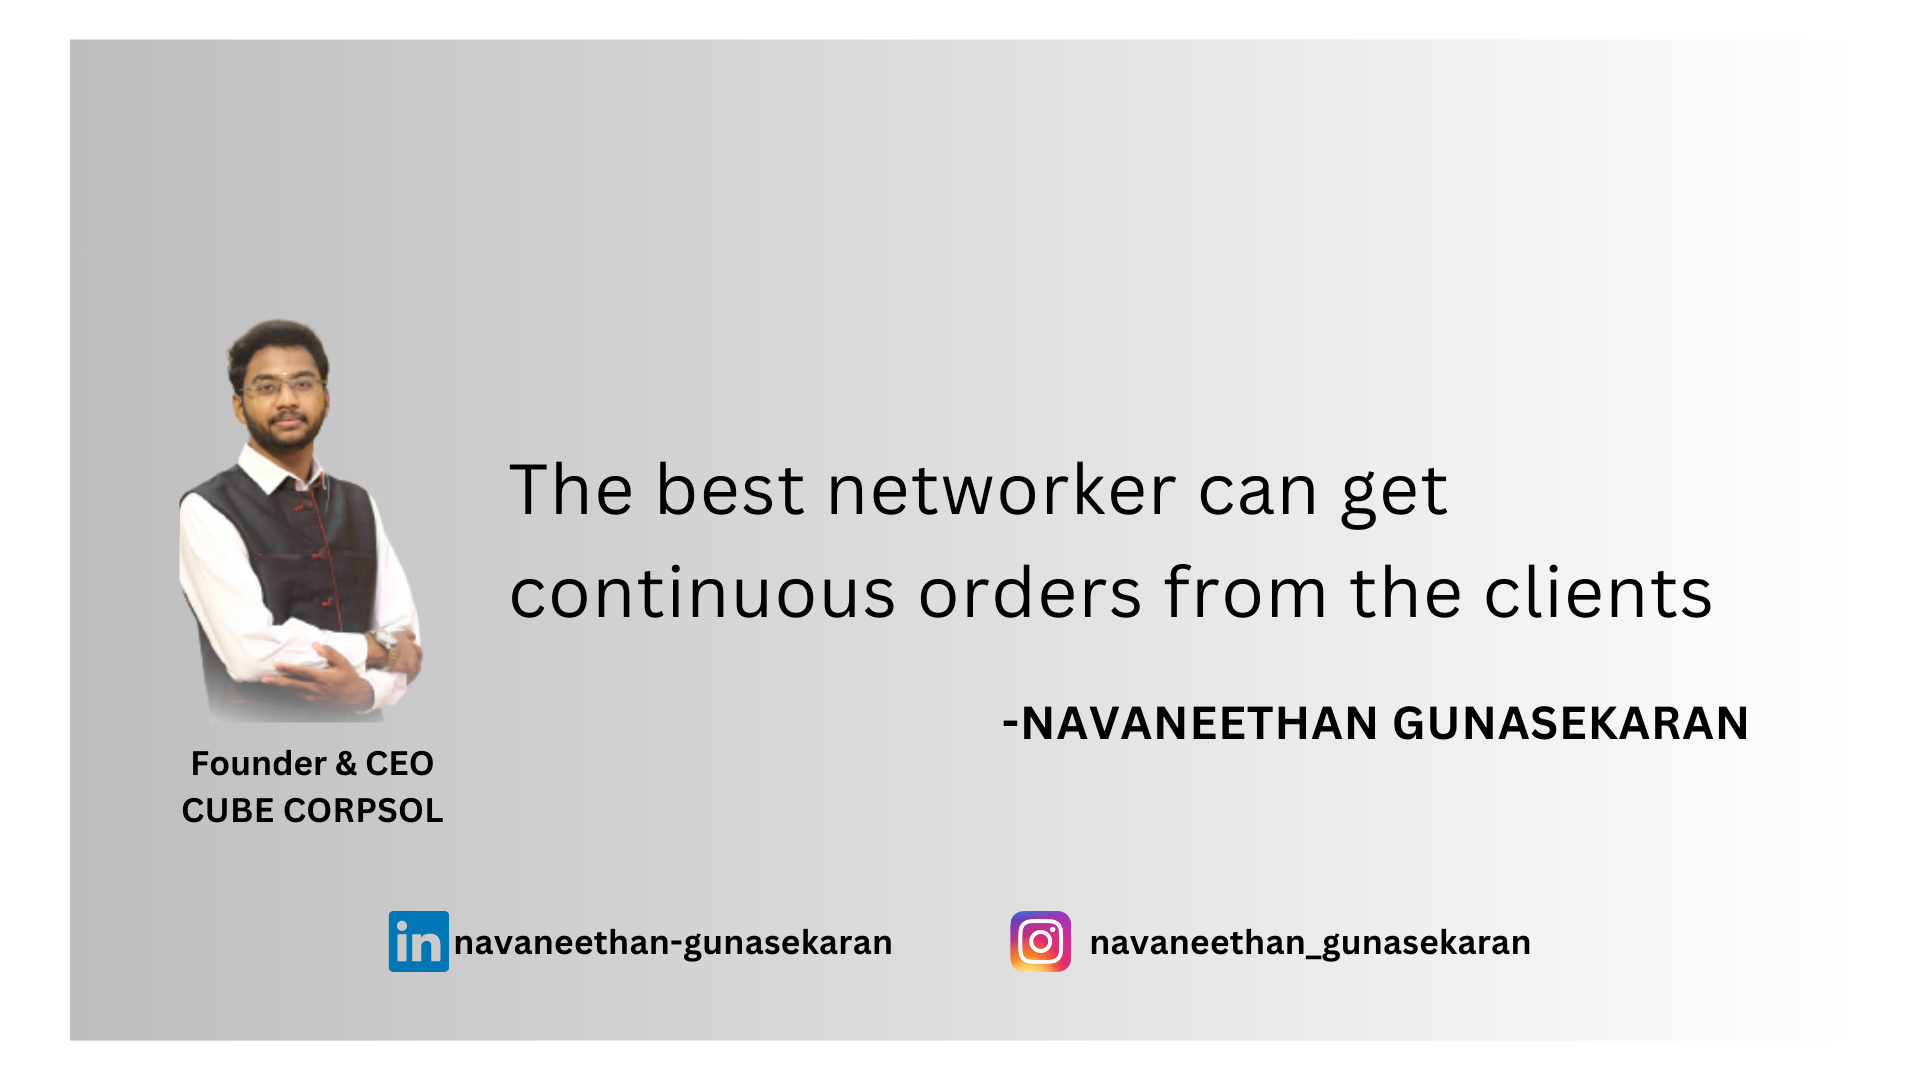 The best networker can get
continuous orders from the clients
-NAVANEETHAN GUNASEKARAN
Founder & CEO
CUBE CORPSOL
in navaneethan-gunasekaran
navaneethan_gunasekaran